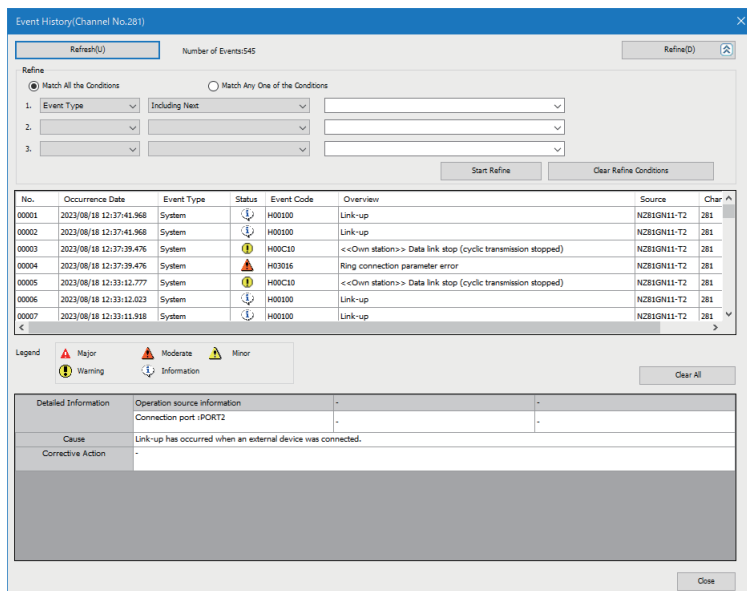 Event History(Channel No.281)
Refresh(U) Number of Events:545 Refine(D)
Refine
Match All the Conditions Match Any One of the Conditions
1. Event Type Including Next
2.
3.
Start Refine Clear Refine Conditions
No. Occurrence Date Event Type Status Event Code Overview Source Char
00001 2023/08/18 12:37:41.968 System H00100 Link-up NZ81GN11-T2 281
00002 2023/08/18 12:37:41.968 System H00100 Link-up NZ81GN11-T2 281
00003 2023/08/18 12:37:39.476 System H00C10 <<Own station>> Data link stop (cyclic transmission stopped) NZ81GN11-T2 281
00004 2023/08/18 12:37:39.476 System H03016 Ring connection parameter error NZ81GN11-T2 281
00005 2023/08/18 12:33:12.777 System H00C10 <<Own station>> Data link stop (cyclic transmission stopped) NZ81GN11-T2 281
00006 2023/08/18 12:33:12.023 System H00100 Link-up NZ81GN11-T2 281
00007 2023/08/18 12:33:11.918 System H00100 Link-up NZ81GN11-T2 281
Legend Major Moderate Minor
Warning Information
Clear All
Detailed Information Operation source information - -
Connection port :PORT2 - -
Cause Link-up has occurred when an external device was connected.
Corrective Action -
Close